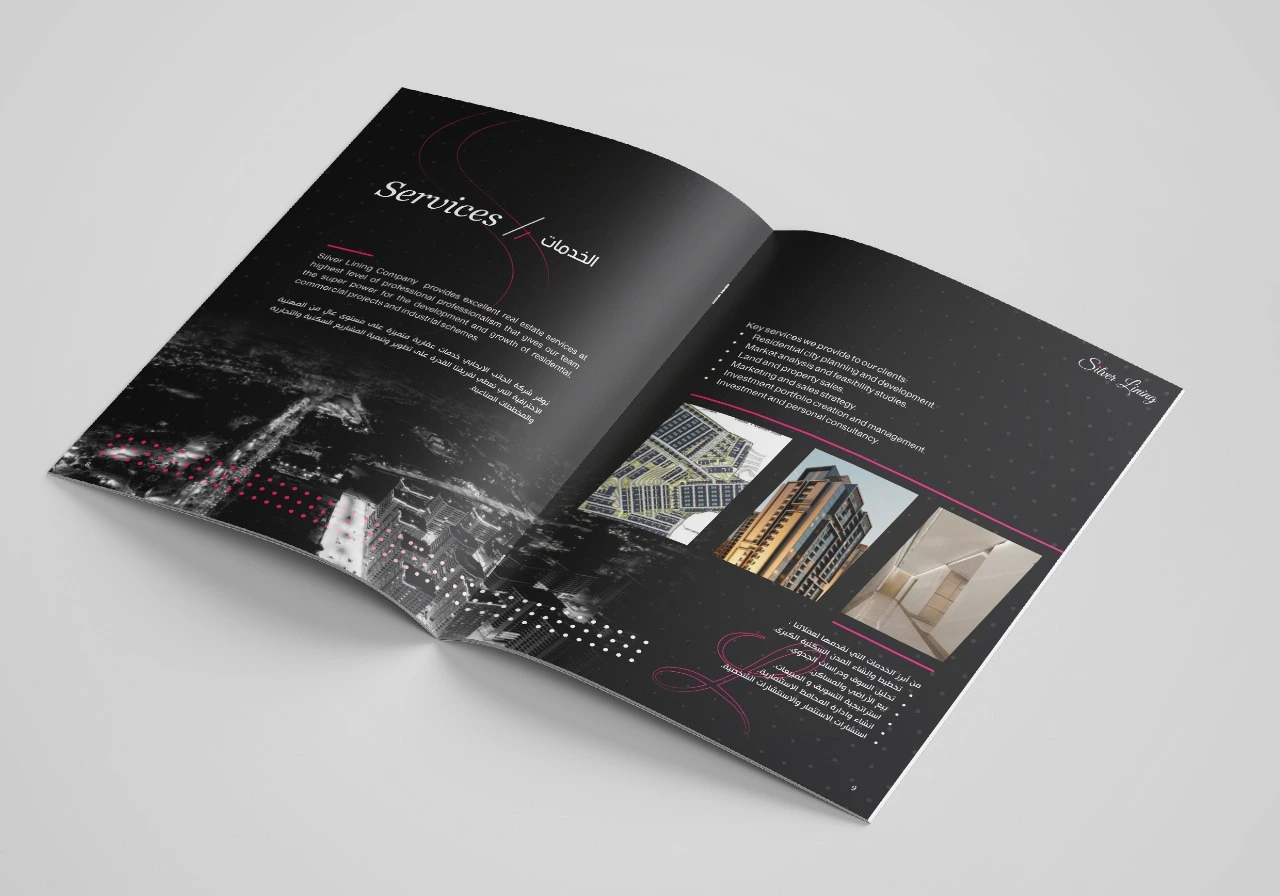 Services / الخدمات
Silver Lining Company provides excellent real estate services at
highest level of professional professionalism that gives our team
the super power for the development and growth of residential,
commercial projects and industrial schemes.
توفر شركة الجانب الايجابي خدمات عقارية متميزة على مستوى عال من المهنية
الاحترافية التي تعطي لفريقنا القدرة على تطوير وتنمية المشاريع السكنية والتجارية
والمخططات الصناعية.
Silver Lining
Key services we provide to our clients:
• Residential city planning and development
• Market analysis and feasibility studies.
• Land and property sales.
• Marketing and sales strategy.
• Investment portfolio creation and management
• Investment and personal consultancy.
من أبرز الخدمات التي نقدمها لعملائنا :
• تخطيط وانشاء المدن السكنية الكبرى.
• تحليل السوق ودراسات الجدوى.
• بيع الأراضي والمساكن.
• استراتيجية التسويق و المبيعات.
• انشاء وادارة المحافظ الاستثمارية.
• استشارات الاستثمار والاستشارات الشخصية.
9